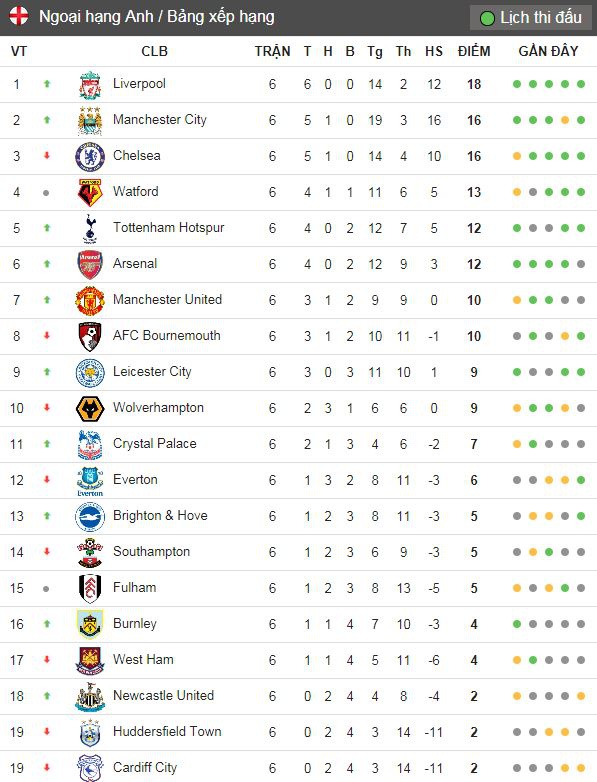 Ngoại hạng Anh / Bảng xếp hạng Lịch thi đấu
VT CLB TRẬN T H B Tg Th HS ĐIỂM GẦN ĐÂY
1 Liverpool 6 6 0 0 14 2 12 18
2 Manchester City 6 5 1 0 19 3 16 16
3 Chelsea 6 5 1 0 14 4 10 16
4 Watford 6 4 1 1 11 6 5 13
5 Tottenham Hotspur 6 4 0 2 12 7 5 12
6 Arsenal 6 4 0 2 12 9 3 12
7 Manchester United 6 3 1 2 9 9 0 10
8 AFC Bournemouth 6 3 1 2 10 11 -1 10
9 Leicester City 6 3 0 3 11 10 1 9
10 Wolverhampton 6 2 3 1 6 6 0 9
11 Crystal Palace 6 2 1 3 4 6 -2 7
12 Everton 6 1 3 2 8 11 -3 6
Everton
13 Brighton & Hove 6 1 2 3 8 11 -3 5
14 Southampton 6 1 2 3 6 9 -3 5
15 Fulham 6 1 2 3 8 13 -5 5
16 Burnley 6 1 1 4 7 10 -3 4
17 West Ham 6 1 1 4 5 11 -6 4
18 Newcastle United 6 0 2 4 4 8 -4 2
19 Huddersfield Town 6 0 2 4 3 14 -11 2
19 Cardiff City 6 0 2 4 3 14 -11 2